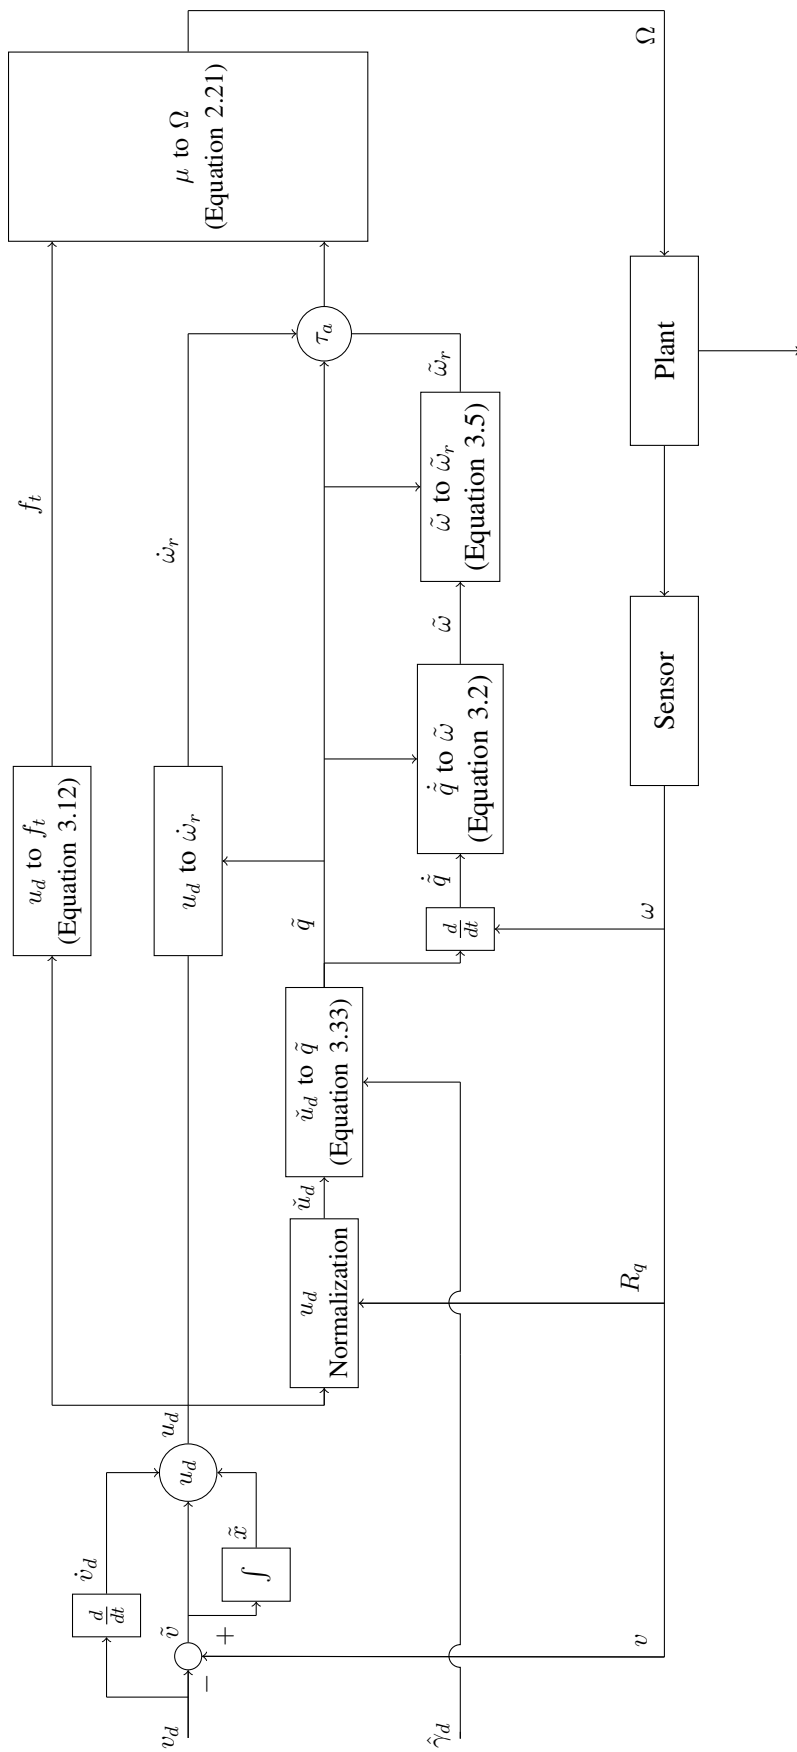 v_d
−
+
ṽ
d/dt
v̇_d
∫
x̃
u_d
u_d
u_d to f_t
(Equation 3.12)
f_t
u_d to ω̇_r
ω̇_r
u_d
Normalization
ǔ_d
ǔ_d to q̃
(Equation 3.33)
q̃
τ_a
μ to Ω
(Equation 2.21)
d/dt
q̃̇
q̃̇ to ω̃
(Equation 3.2)
ω̃
ω̃ to ω̃_r
(Equation 3.5)
ω̃_r
γ̂_d
v
R_q
ω
Sensor
Plant
Ω